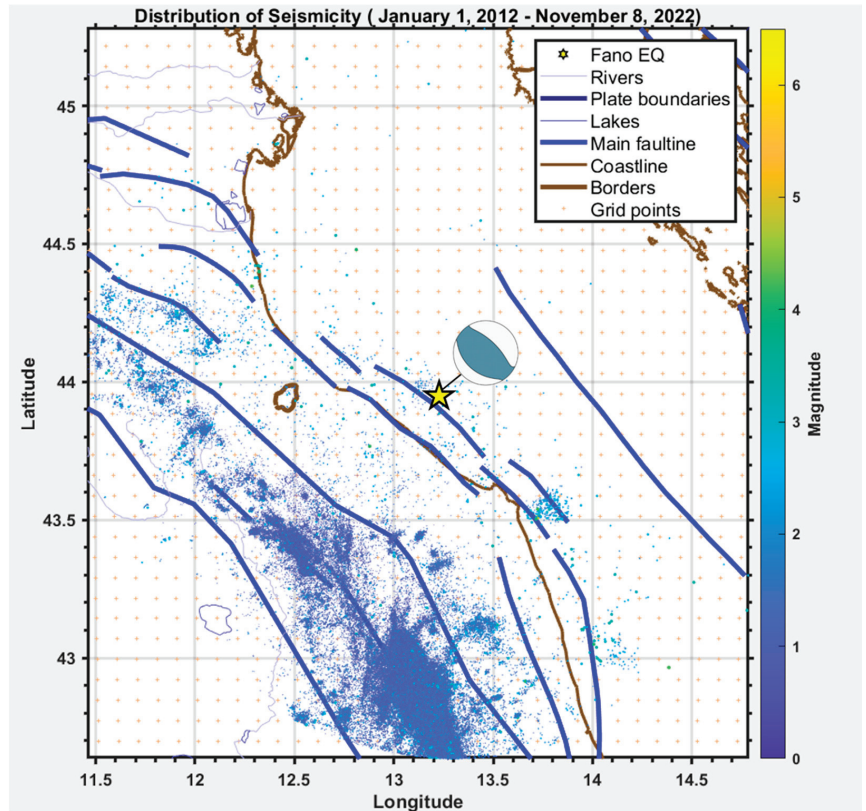 Distribution of Seismicity ( January 1, 2012 - November 8, 2022)
Fano EQ
Rivers
Plate boundaries
Lakes
Main faultine
Coastline
Borders
Grid points
45
44.5
44
43.5
43
Latitude
11.5 12 12.5 13 13.5 14 14.5
Longitude
6
5
4
3
2
1
0
Magnitude